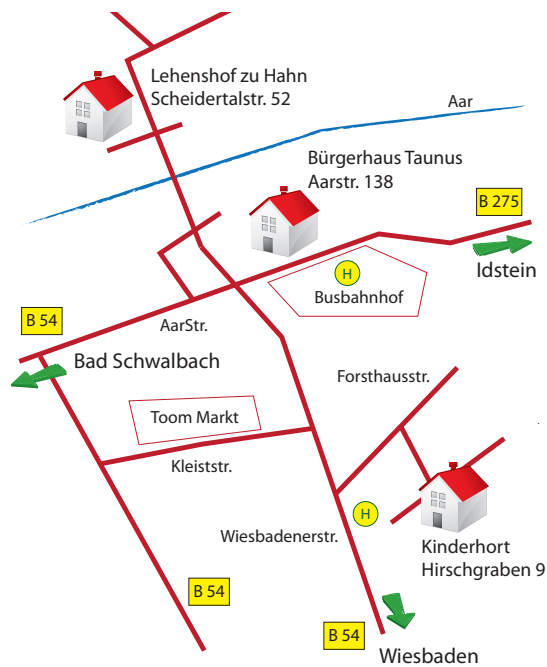 Lehenshof zu Hahn
Scheidertalstr. 52
Aar
Bürgerhaus Taunus
Aarstr. 138
B 275
Idstein
H
Busbahnhof
B 54
AarStr.
Bad Schwalbach
Forsthausstr.
Toom Markt
Kleiststr.
H
Wiesbadenerstr.
Kinderhort
Hirschgraben 9
B 54
B 54
Wiesbaden